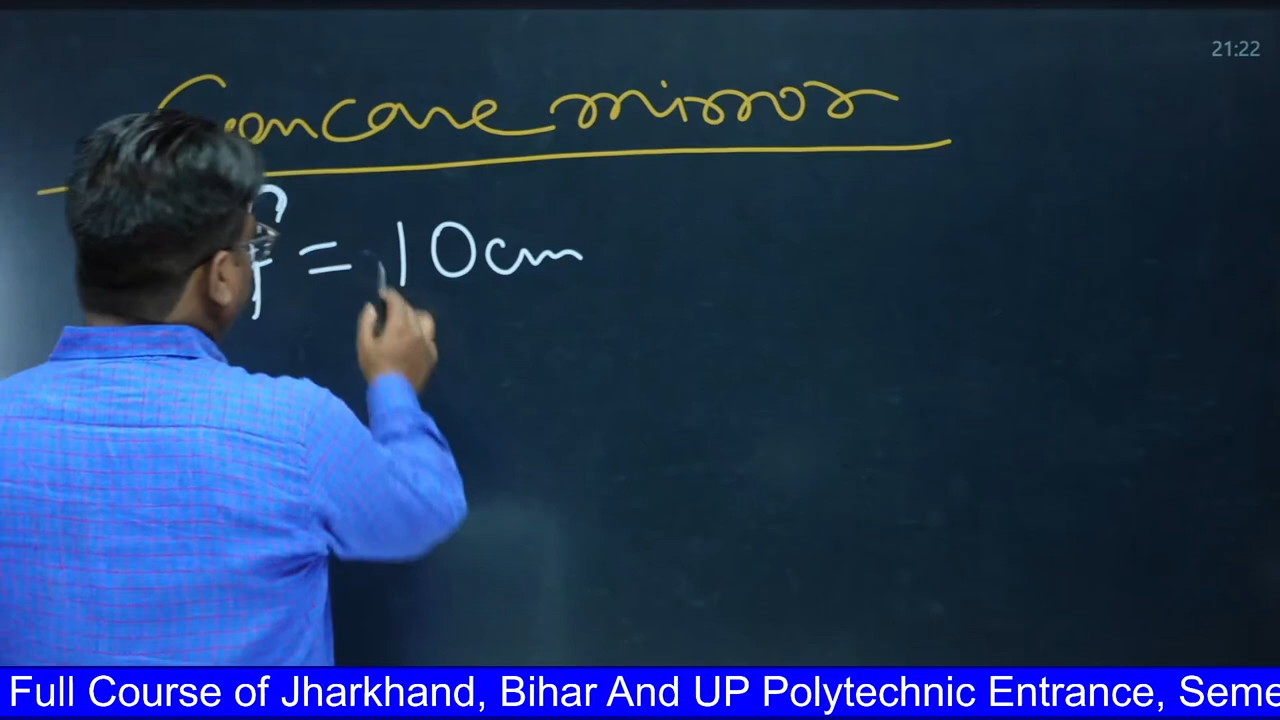 21:22
Concave mirror
f = 10cm
Full Course of Jharkhand, Bihar And UP Polytechnic Entrance, Seme